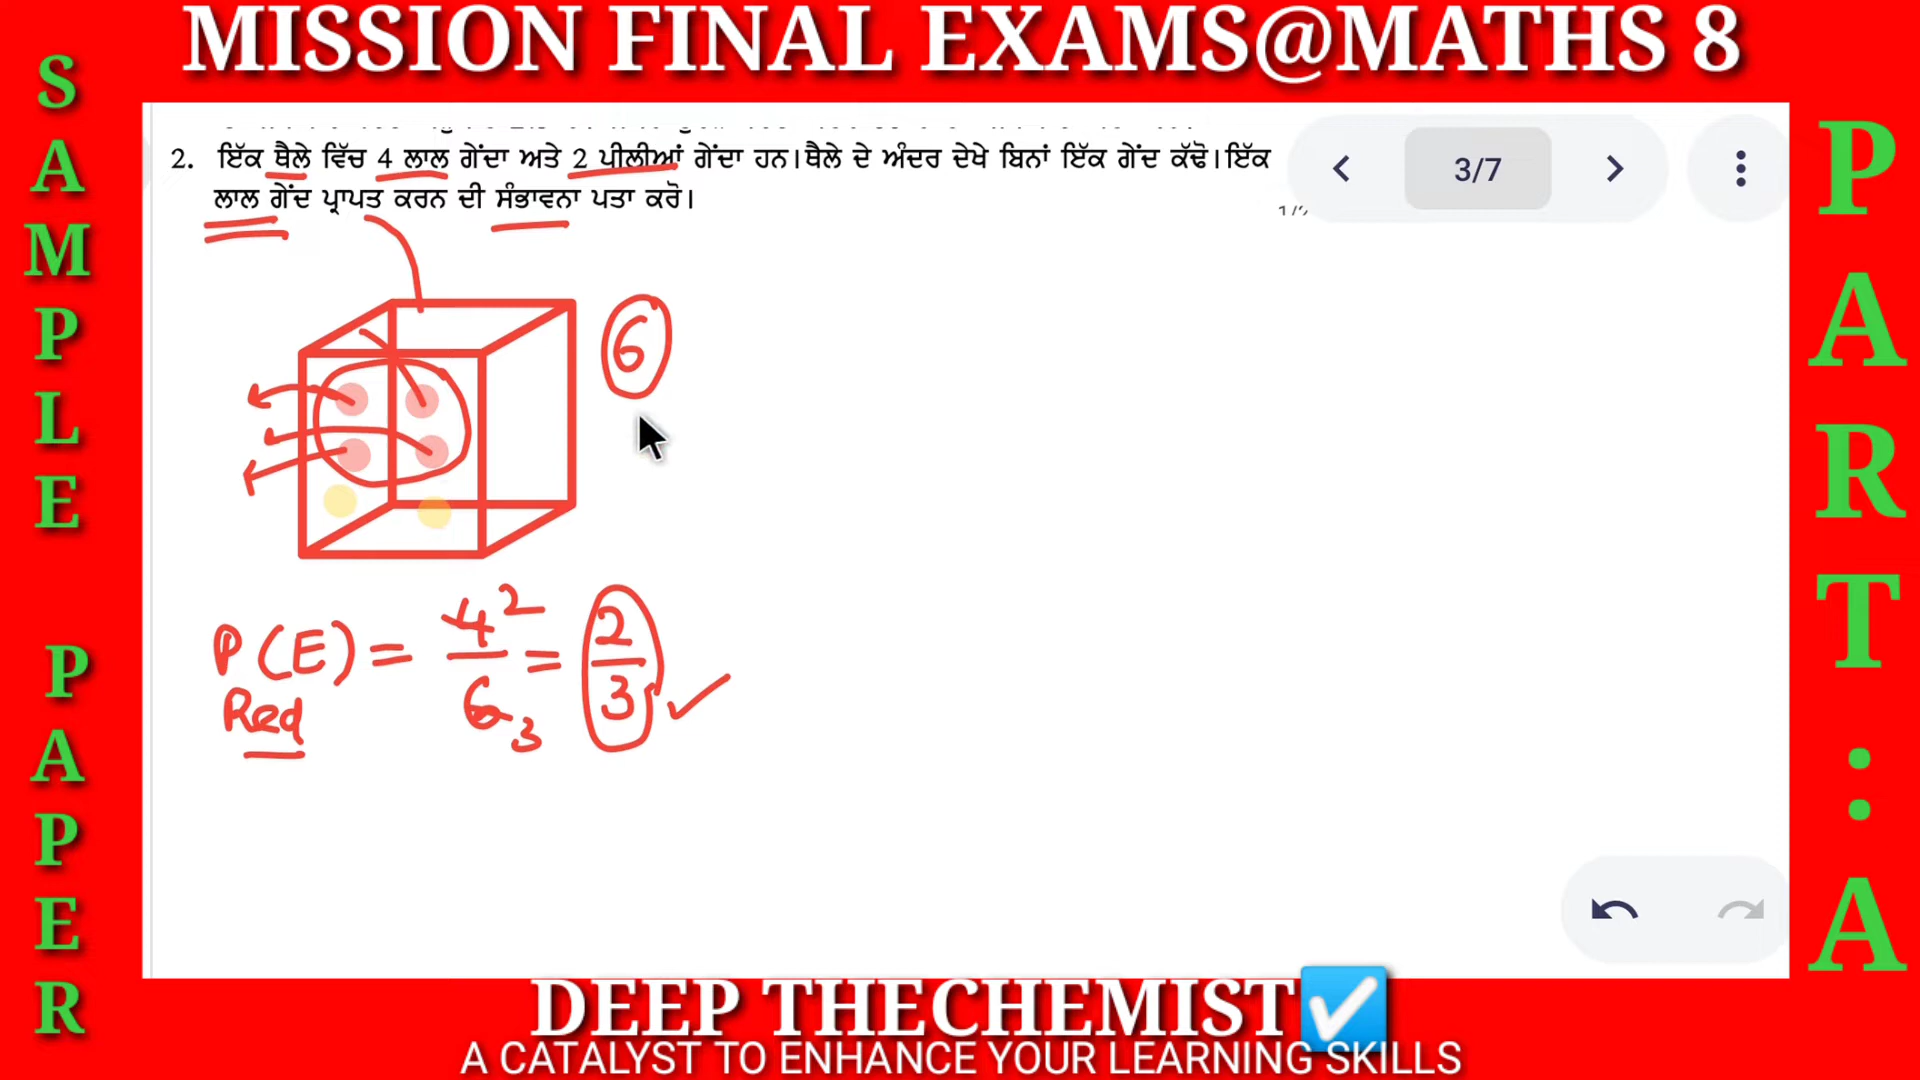 MISSION FINAL EXAMS@MATHS 8
SAMPLE PAPER
2. ਇੱਕ ਥੈਲੇ ਵਿੱਚ 4 ਲਾਲ ਗੇਂਦਾ ਅਤੇ 2 ਪੀਲੀਆਂ ਗੇਂਦਾ ਹਨ।ਥੈਲੇ ਦੇ ਅੰਦਰ ਦੇਖੇ ਬਿਨਾਂ ਇੱਕ ਗੇਂਦ ਕੱਢੋ।ਇੱਕ
ਲਾਲ ਗੇਂਦ ਪ੍ਰਾਪਤ ਕਰਨ ਦੀ ਸੰਭਾਵਨਾ ਪਤਾ ਕਰੋ।
3/7
6
P(E) = 4 2 / 6 3 = 2/3
Red
PART:A
DEEP THECHEMIST
A CATALYST TO ENHANCE YOUR LEARNING SKILLS